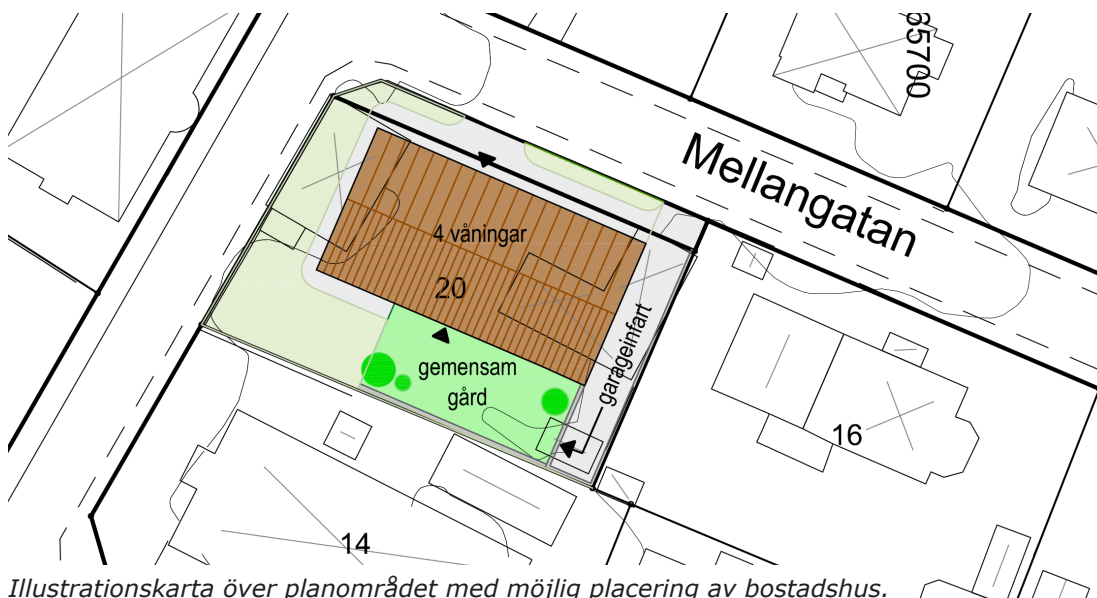 65700
Mellangatan
4 våningar
20
garageinfart
gemensam
gård
16
14
Illustrationskarta över planområdet med möjlig placering av bostadshus.